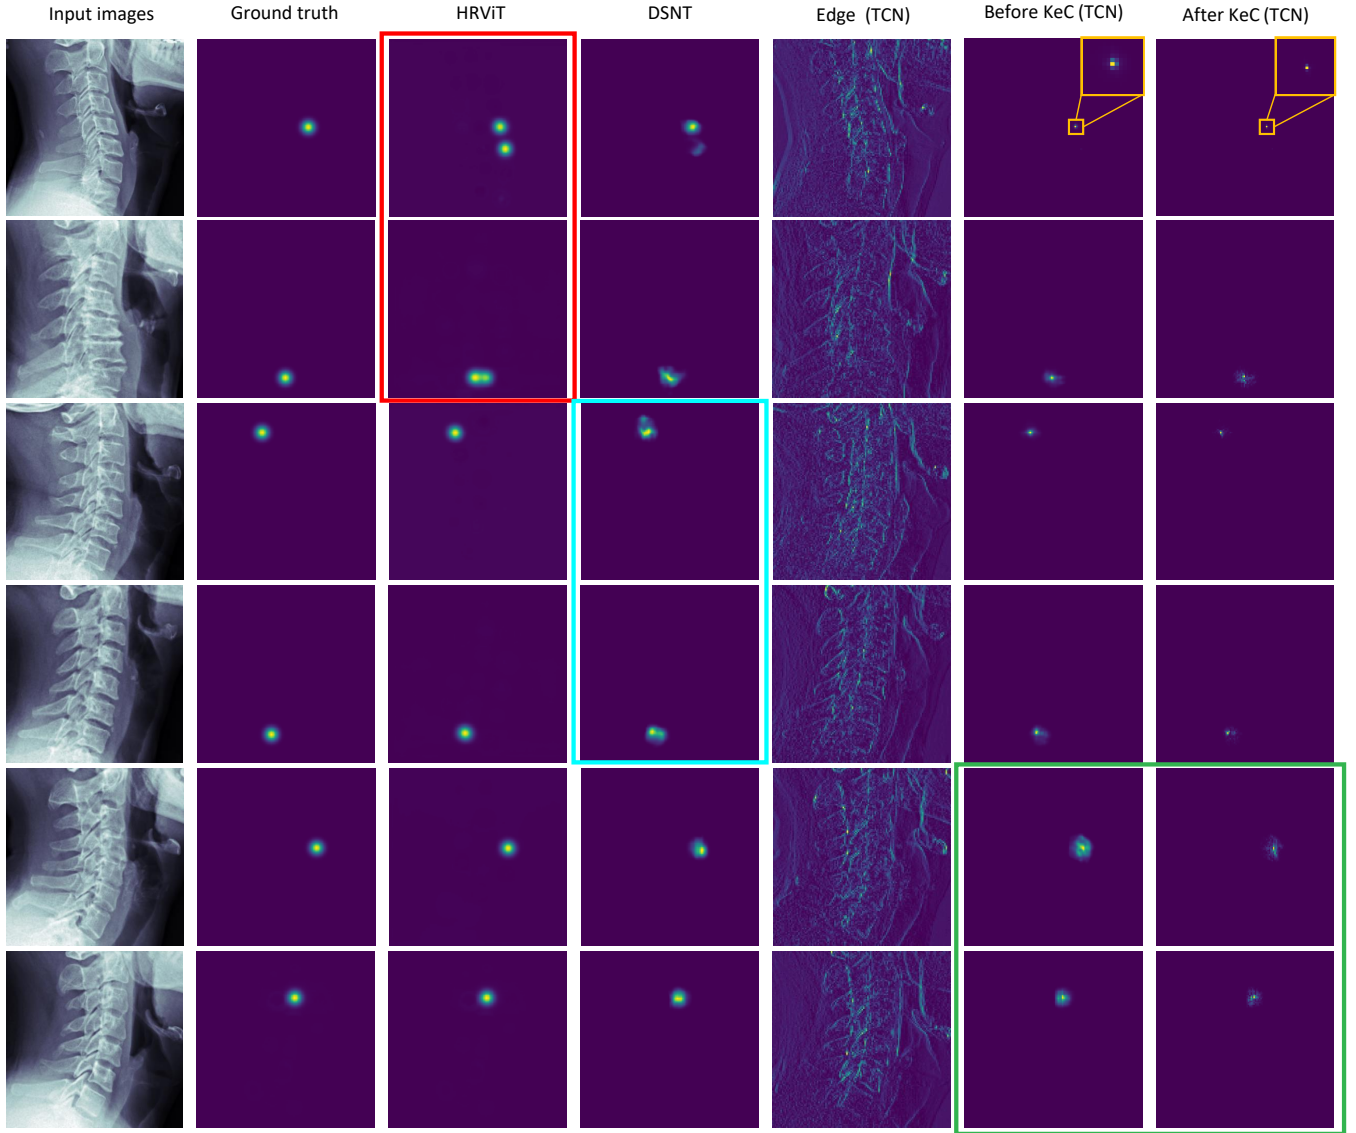 Input images Ground truth HRViT DSNT Edge (TCN) Before KeC (TCN) After KeC (TCN)